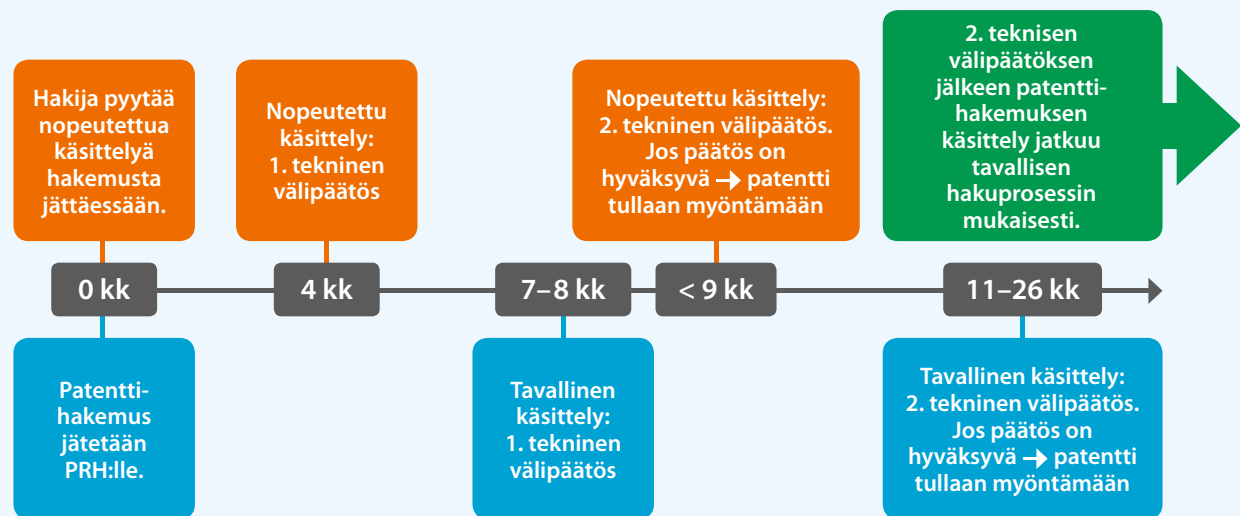 Hakija pyytää
nopeutettua
käsittelyä
hakemusta
jättäessään.
Nopeutettu
käsittely:
1. tekninen
välipäätös
Nopeutettu käsittely:
2. tekninen välipäätös.
Jos päätös on
hyväksyvä → patentti
tullaan myöntämään
2. teknisen
välipäätöksen
jälkeen patentti-
hakemuksen
käsittely jatkuu
tavallisen
hakuprosessin
mukaisesti.
0 kk
4 kk
7–8 kk
< 9 kk
11–26 kk
Patentti-
hakemus
jätetään
PRH:lle.
Tavallinen
käsittely:
1. tekninen
välipäätös
Tavallinen käsittely:
2. tekninen välipäätös.
Jos päätös on
hyväksyvä → patentti
tullaan myöntämään